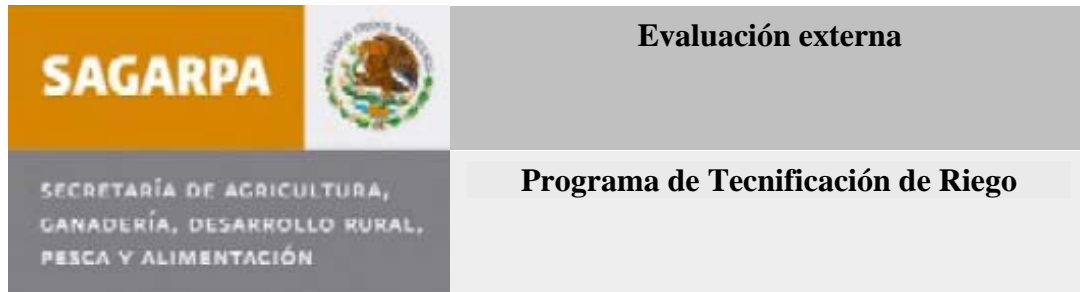 SAGARPA
Evaluación externa
SECRETARÍA DE AGRICULTURA,
GANADERÍA, DESARROLLO RURAL,
PESCA Y ALIMENTACIÓN
Programa de Tecnificación de Riego